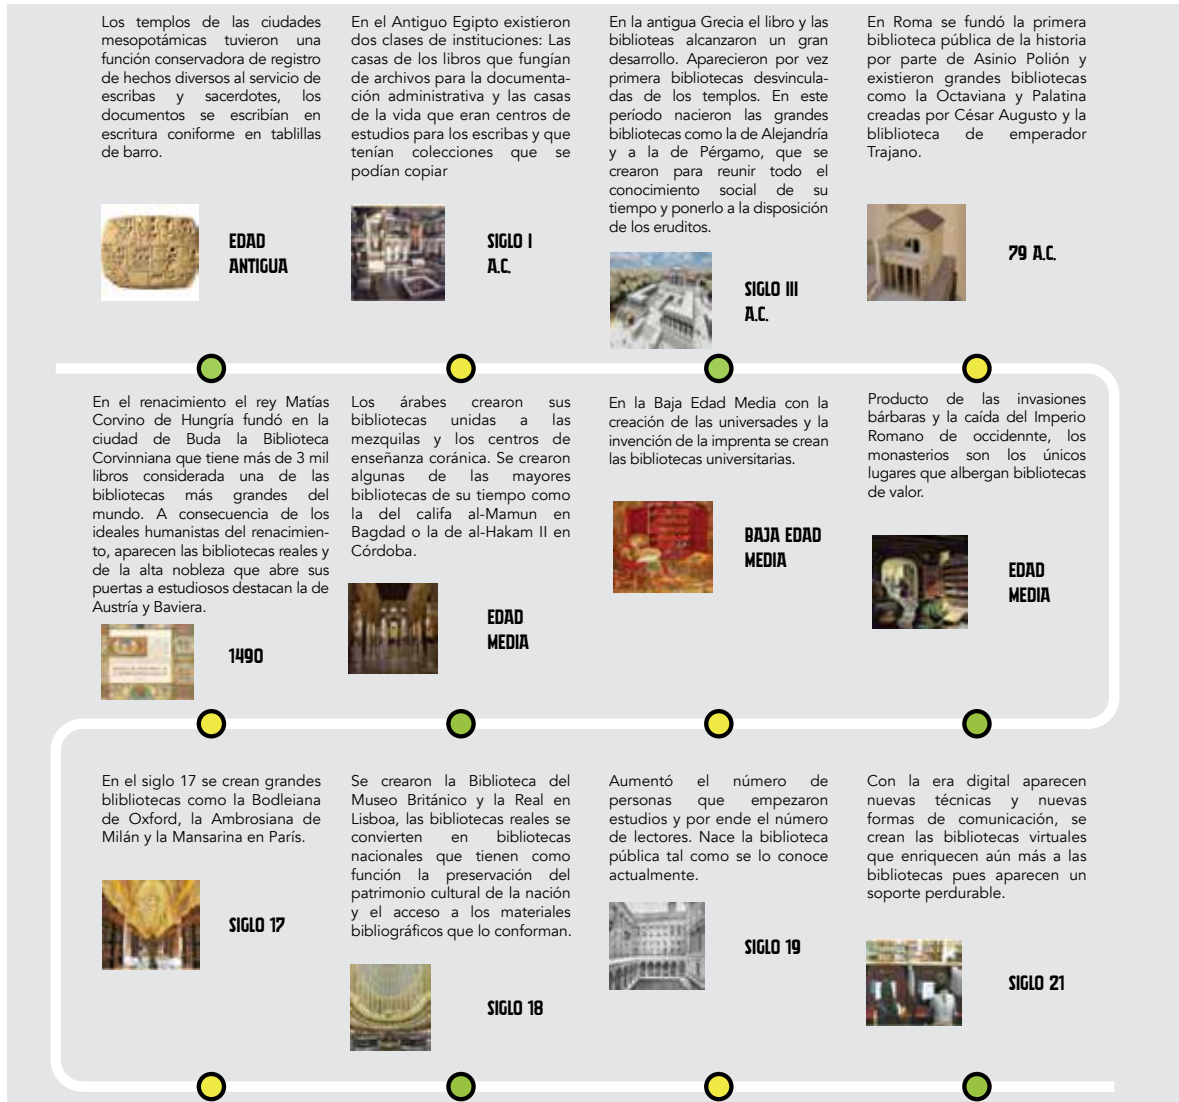 Los templos de las ciudades
mesopotámicas tuvieron una
función conservadora de registro
de hechos diversos al servicio de
escribas y sacerdotes, los
documentos se escribían en
escritura coniforme en tablillas
de barro.
EDAD
ANTIGUA
En el Antiguo Egipto existieron
dos clases de instituciones: Las
casas de los libros que fungían
de archivos para la documenta-
ción administrativa y las casas
de la vida que eran centros de
estudios para los escribas y que
tenían colecciones que se
podían copiar
SIGLO I
A.C.
En la antigua Grecia el libro y las
biblioteas alcanzaron un gran
desarrollo. Aparecieron por vez
primera bibliotecas desvincula-
das de los templos. En este
período nacieron las grandes
bibliotecas como la de Alejandría
y a la de Pérgamo, que se
crearon para reunir todo el
conocimiento social de su
tiempo y ponerlo a la disposición
de los eruditos.
SIGLO III
A.C.
En Roma se fundó la primera
biblioteca pública de la historia
por parte de Asinio Polión y
existieron grandes bibliotecas
como la Octaviana y Palatina
creadas por César Augusto y la
bliblioteca de emperador
Trajano.
79 A.C.
En el renacimiento el rey Matías
Corvino de Hungría fundó en la
ciudad de Buda la Biblioteca
Corvinniana que tiene más de 3 mil
libros considerada una de las
bibliotecas más grandes del
mundo. A consecuencia de los
ideales humanistas del renacimien-
to, aparecen las bibliotecas reales y
de la alta nobleza que abre sus
puertas a estudiosos destacan la de
Austría y Baviera.
1490
Los árabes crearon sus
bibliotecas unidas a las
mezquilas y los centros de
enseñanza coránica. Se crearon
algunas de las mayores
bibliotecas de su tiempo como
la del califa al-Mamun en
Bagdad o la de al-Hakam II en
Córdoba.
EDAD
MEDIA
En la Baja Edad Media con la
creación de las universades y la
invención de la imprenta se crean
las bibliotecas universitarias.
BAJA EDAD
MEDIA
Producto de las invasiones
bárbaras y la caída del Imperio
Romano de occidennte, los
monasterios son los únicos
lugares que albergan bibliotecas
de valor.
EDAD
MEDIA
En el siglo 17 se crean grandes
blibliotecas como la Bodleiana
de Oxford, la Ambrosiana de
Milán y la Mansarina en París.
SIGLO 17
Se crearon la Biblioteca del
Museo Británico y la Real en
Lisboa, las bibliotecas reales se
convierten en bibliotecas
nacionales que tienen como
función la preservación del
patrimonio cultural de la nación
y el acceso a los materiales
bibliográficos que lo conforman.
SIGLO 18
Aumentó el número de
personas que empezaron
estudios y por ende el número
de lectores. Nace la biblioteca
pública tal como se lo conoce
actualmente.
SIGLO 19
Con la era digital aparecen
nuevas técnicas y nuevas
formas de comunicación, se
crean las bibliotecas virtuales
que enriquecen aún más a las
bibliotecas pues aparecen un
soporte perdurable.
SIGLO 21